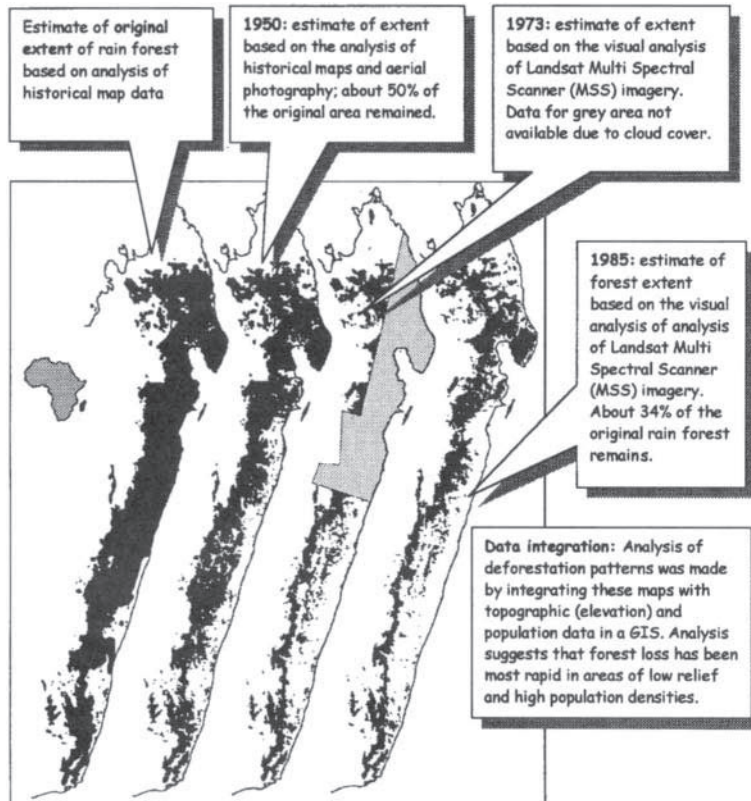 Estimate of original
extent of rain forest
based on analysis of
historical map data
1950: estimate of extent
based on the analysis of
historical maps and aerial
photography; about 50% of
the original area remained.
1973: estimate of extent
based on the visual analysis
of Landsat Multi Spectral
Scanner (MSS) imagery.
Data for grey area not
available due to cloud cover.
1985: estimate of
forest extent
based on the visual
analysis of analysis
of Landsat Multi
Spectral Scanner
(MSS) imagery.
About 34% of the
original rain forest
remains.
Data integration: Analysis of
deforestation patterns was made
by integrating these maps with
topographic (elevation) and
population data in a GIS. Analysis
suggests that forest loss has been
most rapid in areas of low relief
and high population densities.